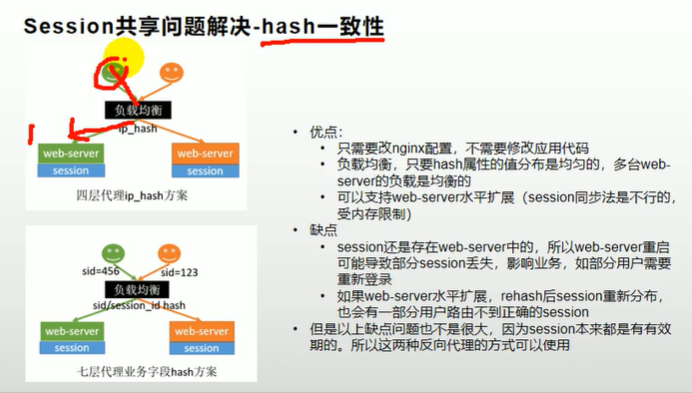 Session共享问题解决-hash一致性
负载均衡
ip_hash
web-server
session
web-server
session
四层代理ip_hash方案
sid=456
sid=123
负载均衡
sid/session_id hash
web-server
session
web-server
session
七层代理业务字段hash方案
• 优点：
• 只需要改nginx配置，不需要修改应用代码
• 负载均衡，只要hash属性的值分布是均匀的，多台web-
server的负载是均衡的
• 可以支持web-server水平扩展（session同步法是不行的，
受内存限制）
• 缺点
• session还是存在web-server中的，所以web-server重启
可能导致部分session丢失，影响业务，如部分用户需要
重新登录
• 如果web-server水平扩展，rehash后session重新分布，
也会有一部分用户路由不到正确的session
• 但是以上缺点问题也不是很大，因为session本来都是有有效
期的。所以这两种反向代理的方式可以使用